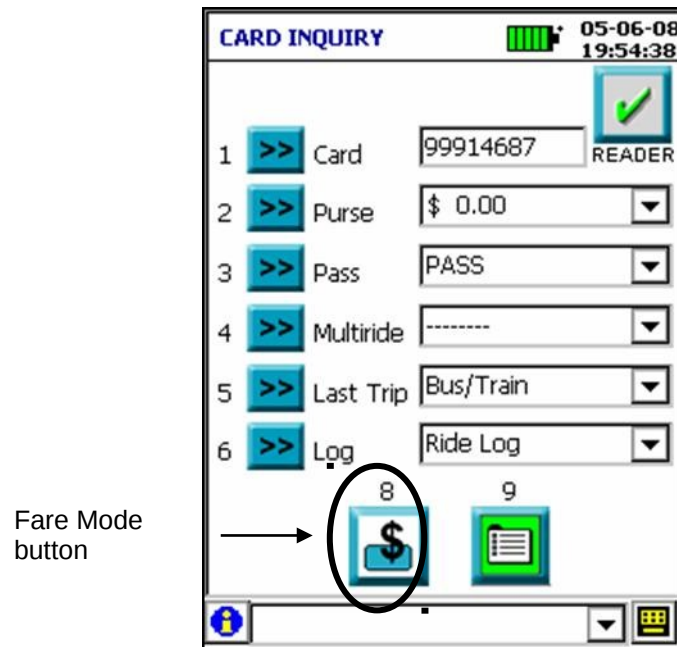 CARD INQUIRY
05-06-08
19:54:38
READER
1 >> Card 99914687
2 >> Purse $ 0.00
3 >> Pass PASS
4 >> Multiride --------
5 >> Last Trip Bus/Train
6 >> Log Ride Log
8 9
$
Fare Mode
button